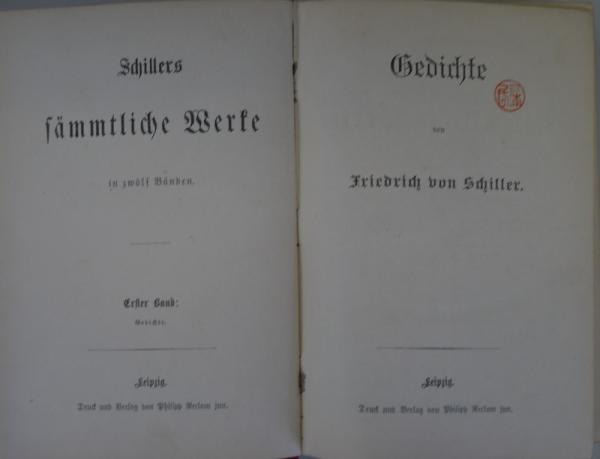 Schillers
sämmtliche Werke
in zwölf Bänden.
Erster Band:
Gedichte.
Leipzig.
Druck und Verlag von Philipp Reclam jun.
Gedichte
von
Friedrich von Schiller.
Leipzig.
Druck und Verlag von Philipp Reclam jun.